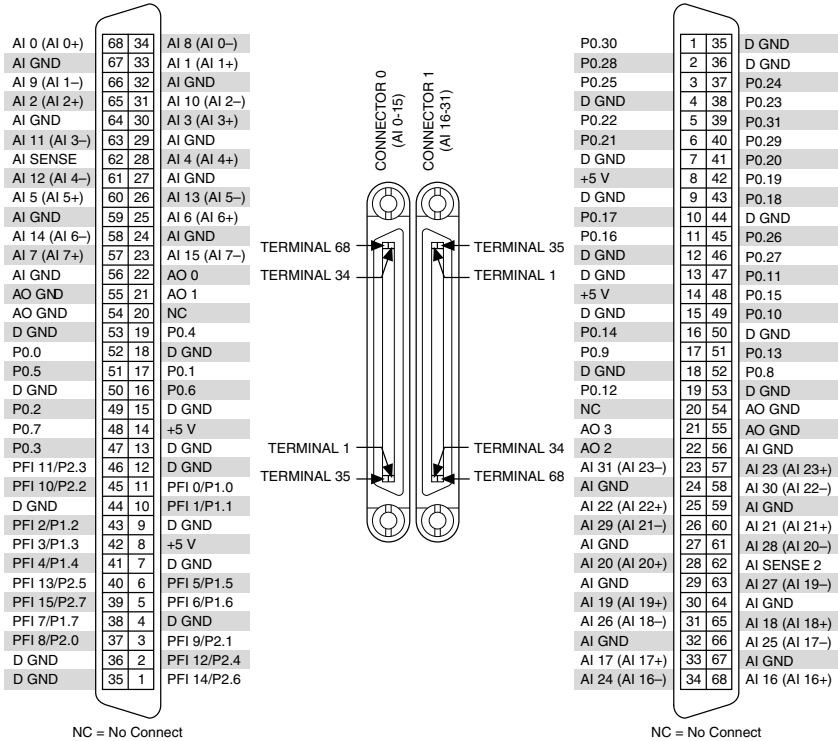 AI 0 (AI 0+) 68 34 AI 8 (AI 0–)
AI GND 67 33 AI 1 (AI 1+)
AI 9 (AI 1–) 66 32 AI GND
AI 2 (AI 2+) 65 31 AI 10 (AI 2–)
AI GND 64 30 AI 3 (AI 3+)
AI 11 (AI 3–) 63 29 AI GND
AI SENSE 62 28 AI 4 (AI 4+)
AI 12 (AI 4–) 61 27 AI GND
AI 5 (AI 5+) 60 26 AI 13 (AI 5–)
AI GND 59 25 AI 6 (AI 6+)
AI 14 (AI 6–) 58 24 AI GND
AI 7 (AI 7+) 57 23 AI 15 (AI 7–)
AI GND 56 22 AO 0
AO GND 55 21 AO 1
AO GND 54 20 NC
D GND 53 19 P0.4
P0.0 52 18 D GND
P0.5 51 17 P0.1
D GND 50 16 P0.6
P0.2 49 15 D GND
P0.7 48 14 +5 V
P0.3 47 13 D GND
PFI 11/P2.3 46 12 D GND
PFI 10/P2.2 45 11 PFI 0/P1.0
D GND 44 10 PFI 1/P1.1
PFI 2/P1.2 43 9 D GND
PFI 3/P1.3 42 8 +5 V
PFI 4/P1.4 41 7 D GND
PFI 13/P2.5 40 6 PFI 5/P1.5
PFI 15/P2.7 39 5 PFI 6/P1.6
PFI 7/P1.7 38 4 D GND
PFI 8/P2.0 37 3 PFI 9/P2.1
D GND 36 2 PFI 12/P2.4
D GND 35 1 PFI 14/P2.6
NC = No Connect
CONNECTOR 0
(AI 0-15)
CONNECTOR 1
(AI 16-31)
TERMINAL 68
TERMINAL 34
TERMINAL 35
TERMINAL 1
TERMINAL 1
TERMINAL 35
TERMINAL 34
TERMINAL 68
P0.30 1 35 D GND
P0.28 2 36 D GND
P0.25 3 37 P0.24
D GND 4 38 P0.23
P0.22 5 39 P0.31
P0.21 6 40 P0.29
D GND 7 41 P0.20
+5 V 8 42 P0.19
D GND 9 43 P0.18
P0.17 10 44 D GND
P0.16 11 45 P0.26
D GND 12 46 P0.27
D GND 13 47 P0.11
+5 V 14 48 P0.15
D GND 15 49 P0.10
P0.14 16 50 D GND
P0.9 17 51 P0.13
D GND 18 52 P0.8
P0.12 19 53 D GND
NC 20 54 AO GND
AO 3 21 55 AO GND
AO 2 22 56 AI GND
AI 31 (AI 23–) 23 57 AI 23 (AI 23+)
AI GND 24 58 AI 30 (AI 22–)
AI 22 (AI 22+) 25 59 AI GND
AI 29 (AI 21–) 26 60 AI 21 (AI 21+)
AI GND 27 61 AI 28 (AI 20–)
AI 20 (AI 20+) 28 62 AI SENSE 2
AI GND 29 63 AI 27 (AI 19–)
AI 19 (AI 19+) 30 64 AI GND
AI 26 (AI 18–) 31 65 AI 18 (AI 18+)
AI GND 32 66 AI 25 (AI 17–)
AI 17 (AI 17+) 33 67 AI GND
AI 24 (AI 16–) 34 68 AI 16 (AI 16+)
NC = No Connect